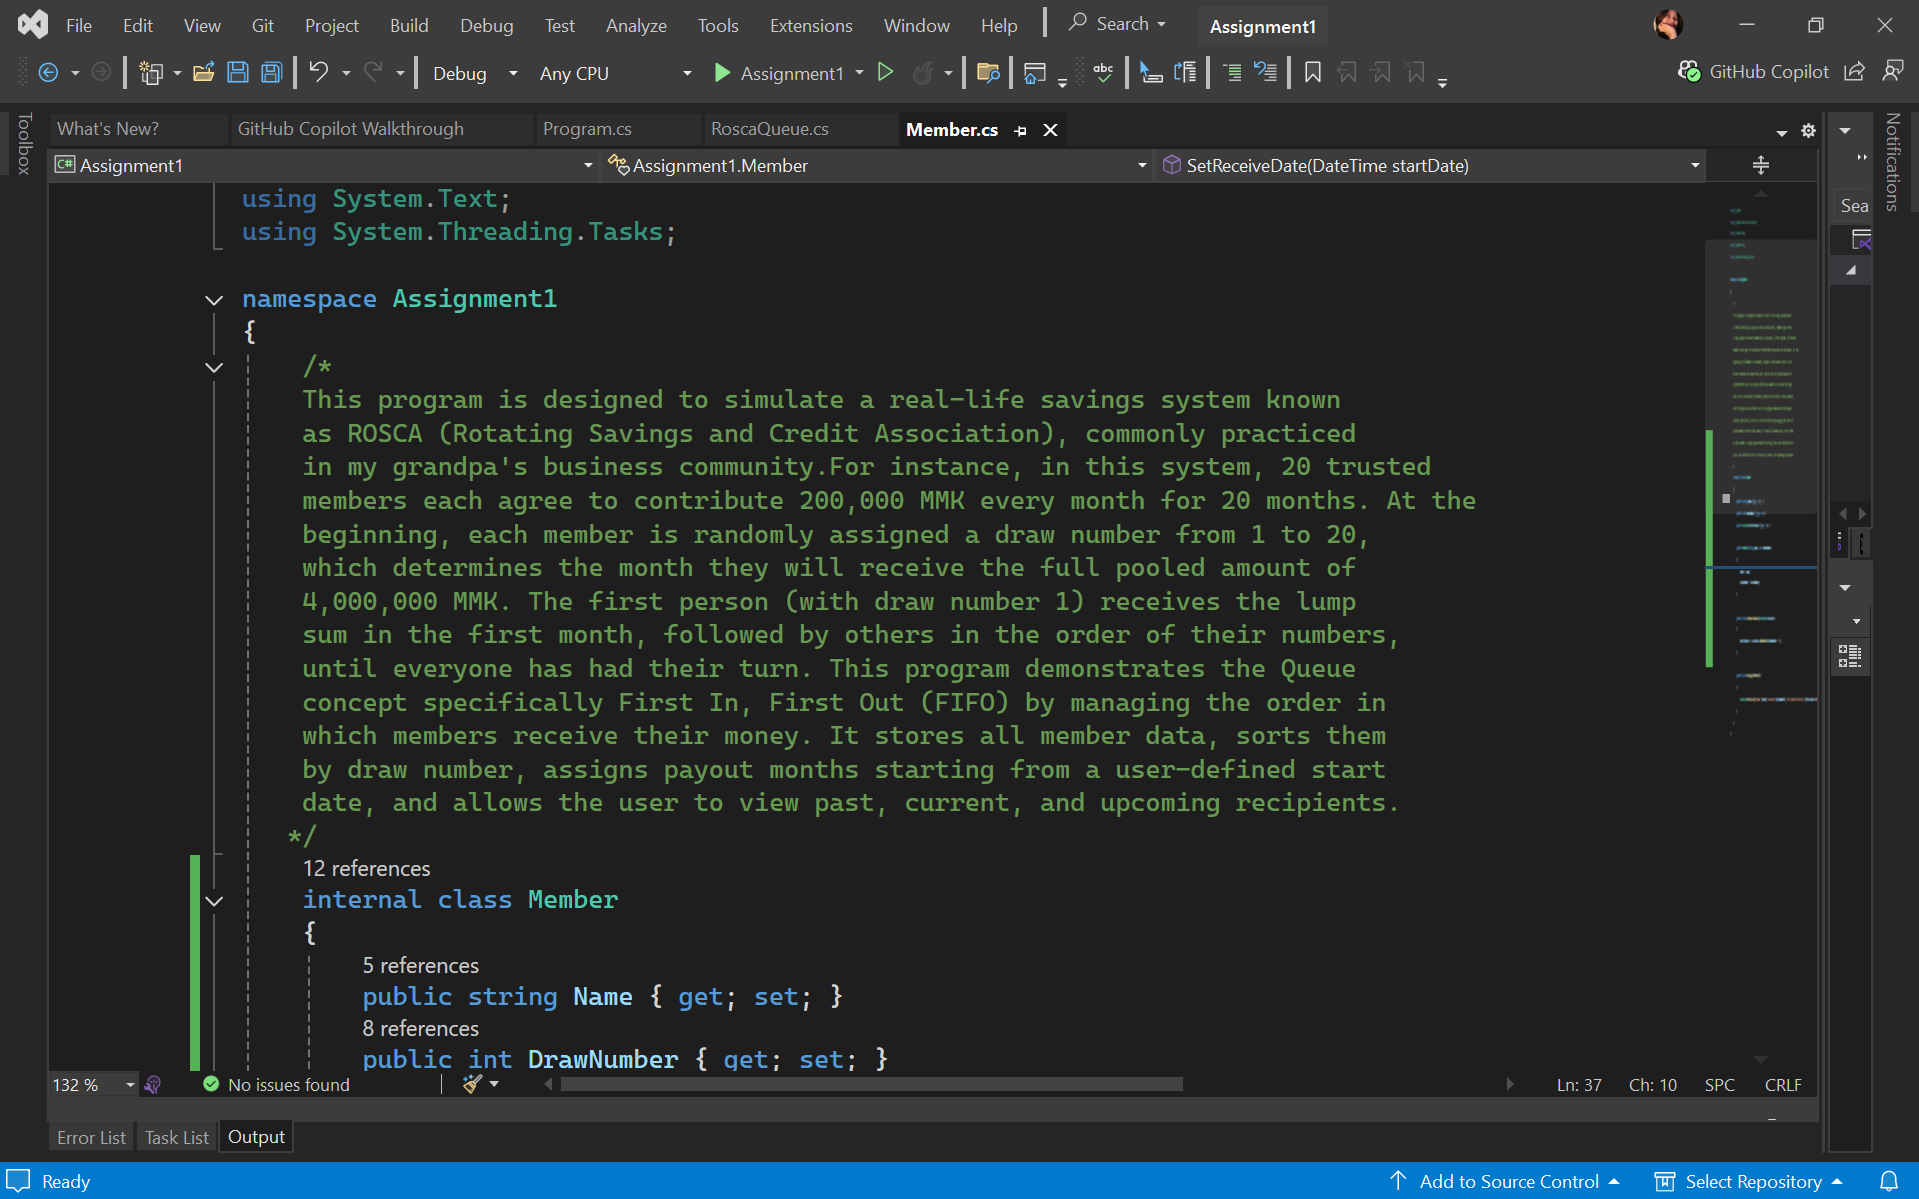 File Edit View Git Project Build Debug Test Analyze Tools Extensions Window Help Search Assignment1
Debug Any CPU Assignment1 abc GitHub Copilot
Toolbox
What's New? GitHub Copilot Walkthrough Program.cs RoscaQueue.cs Member.cs
Notifications
C# Assignment1 Assignment1.Member SetReceiveDate(DateTime startDate)
Sea
using System.Text;
using System.Threading.Tasks;
namespace Assignment1
{
/*
This program is designed to simulate a real-life savings system known
as ROSCA (Rotating Savings and Credit Association), commonly practiced
in my grandpa's business community.For instance, in this system, 20 trusted
members each agree to contribute 200,000 MMK every month for 20 months. At the
beginning, each member is randomly assigned a draw number from 1 to 20,
which determines the month they will receive the full pooled amount of
4,000,000 MMK. The first person (with draw number 1) receives the lump
sum in the first month, followed by others in the order of their numbers,
until everyone has had their turn. This program demonstrates the Queue
concept specifically First In, First Out (FIFO) by managing the order in
which members receive their money. It stores all member data, sorts them
by draw number, assigns payout months starting from a user-defined start
date, and allows the user to view past, current, and upcoming recipients.
*/
12 references
internal class Member
{
5 references
public string Name { get; set; }
8 references
public int DrawNumber { get; set; }
132 % No issues found Ln: 37 Ch: 10 SPC CRLF
Error List Task List Output
Ready Add to Source Control Select Repository